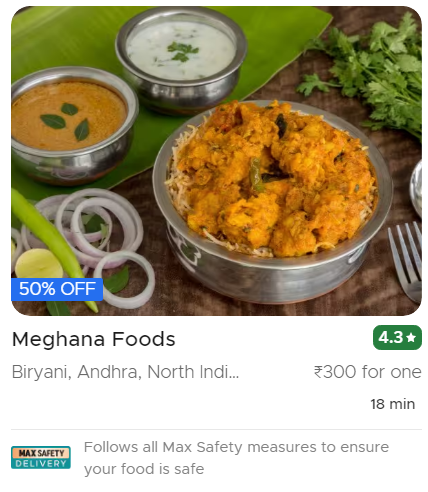 50% OFF
Meghana Foods
4.3★
Biryani, Andhra, North Indi...
₹300 for one
18 min
MAX SAFETY
DELIVERY
Follows all Max Safety measures to ensure
your food is safe